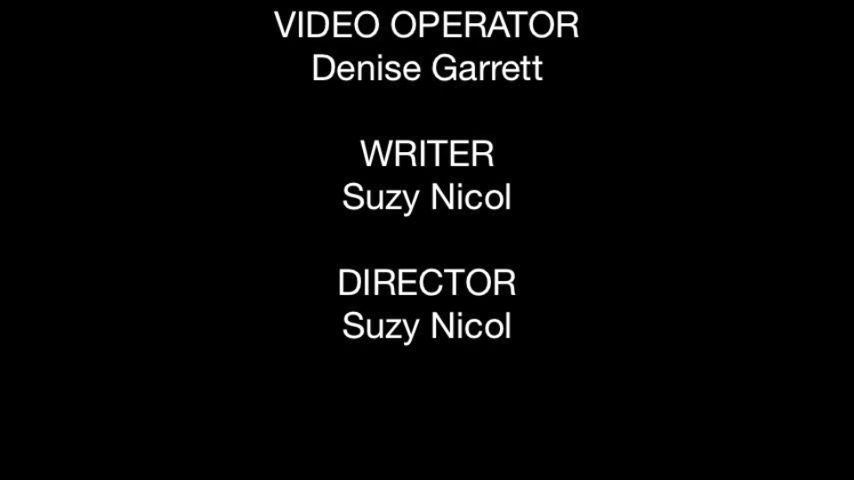 VIDEO OPERATOR
Denise Garrett
WRITER
Suzy Nicol
DIRECTOR
Suzy Nicol